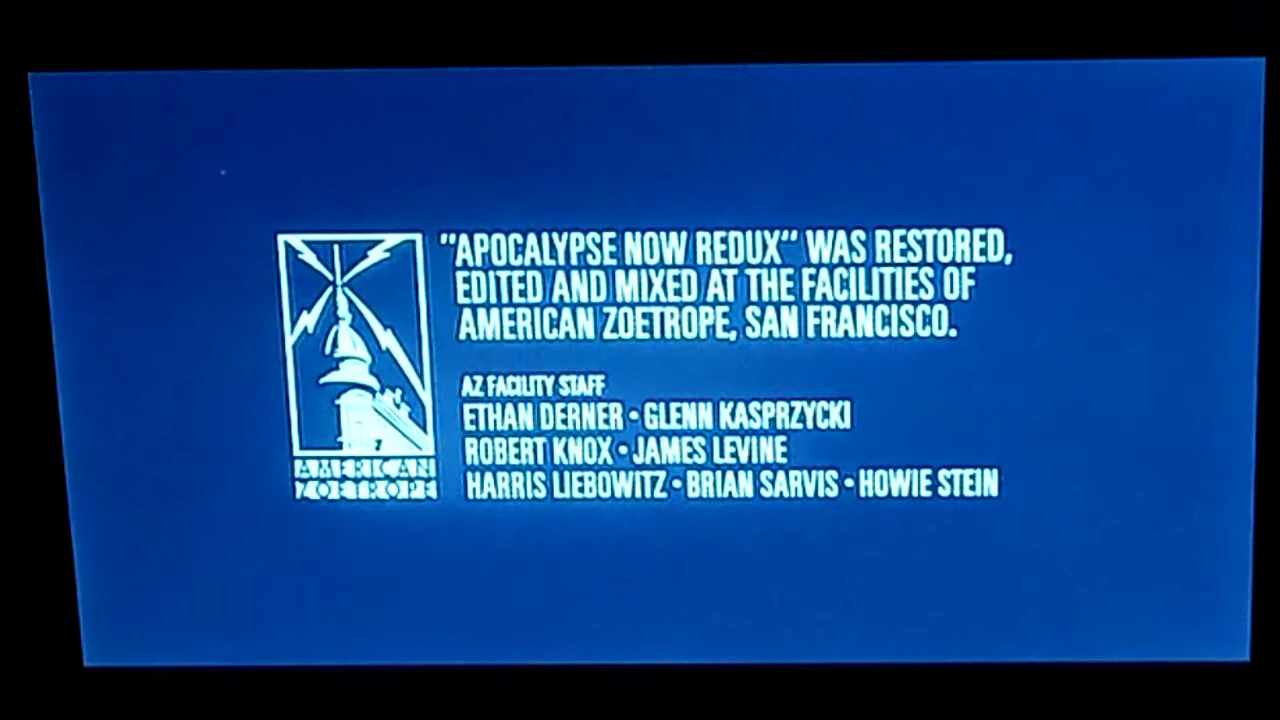 "APOCALYPSE NOW REDUX" WAS RESTORED,
EDITED AND MIXED AT THE FACILITIES OF
AMERICAN ZOETROPE, SAN FRANCISCO.
AZ FACILITY STAFF
ETHAN DERNER • GLENN KASPRZYCKI
ROBERT KNOX • JAMES LEVINE
HARRIS LIEBOWITZ • BRIAN SARVIS • HOWIE STEIN
AMERICAN
ZOETROPE